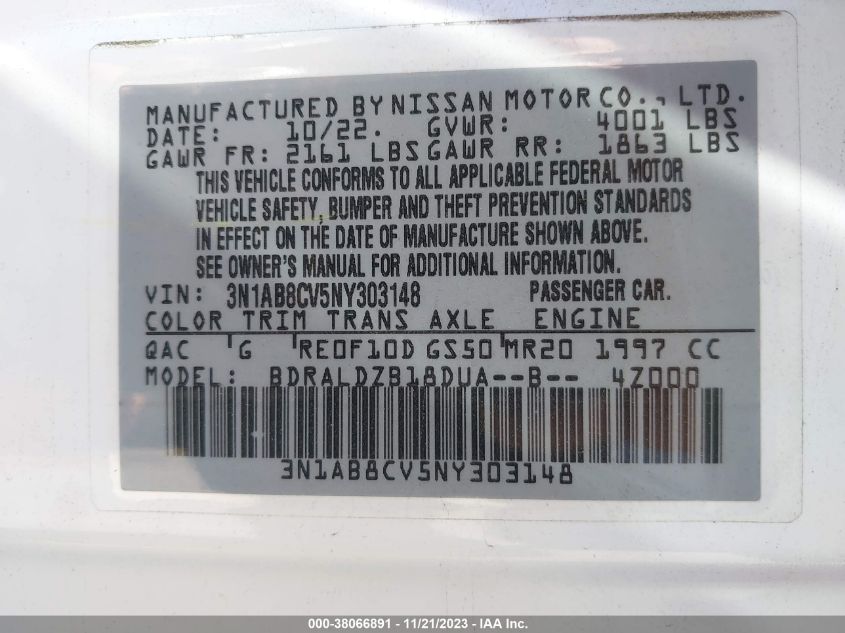 MANUFACTURED BY NISSAN MOTOR CO., LTD.
DATE: 10/22. GVWR: 4001 LBS
GAWR FR: 2161 LBS GAWR RR: 1863 LBS
THIS VEHICLE CONFORMS TO ALL APPLICABLE FEDERAL MOTOR
VEHICLE SAFETY, BUMPER AND THEFT PREVENTION STANDARDS
IN EFFECT ON THE DATE OF MANUFACTURE SHOWN ABOVE.
SEE OWNER'S MANUAL FOR ADDITIONAL INFORMATION.
VIN: 3N1AB8CV5NY303148 PASSENGER CAR.
COLOR TRIM TRANS AXLE ENGINE
QAC G RE0F10D GS50 MR20 1997 CC
MODEL: BDRALDZB18DUA--B-- 4Z000
3N1AB8CV5NY303148
000-38066891 - 11/21/2023 - IAA Inc.